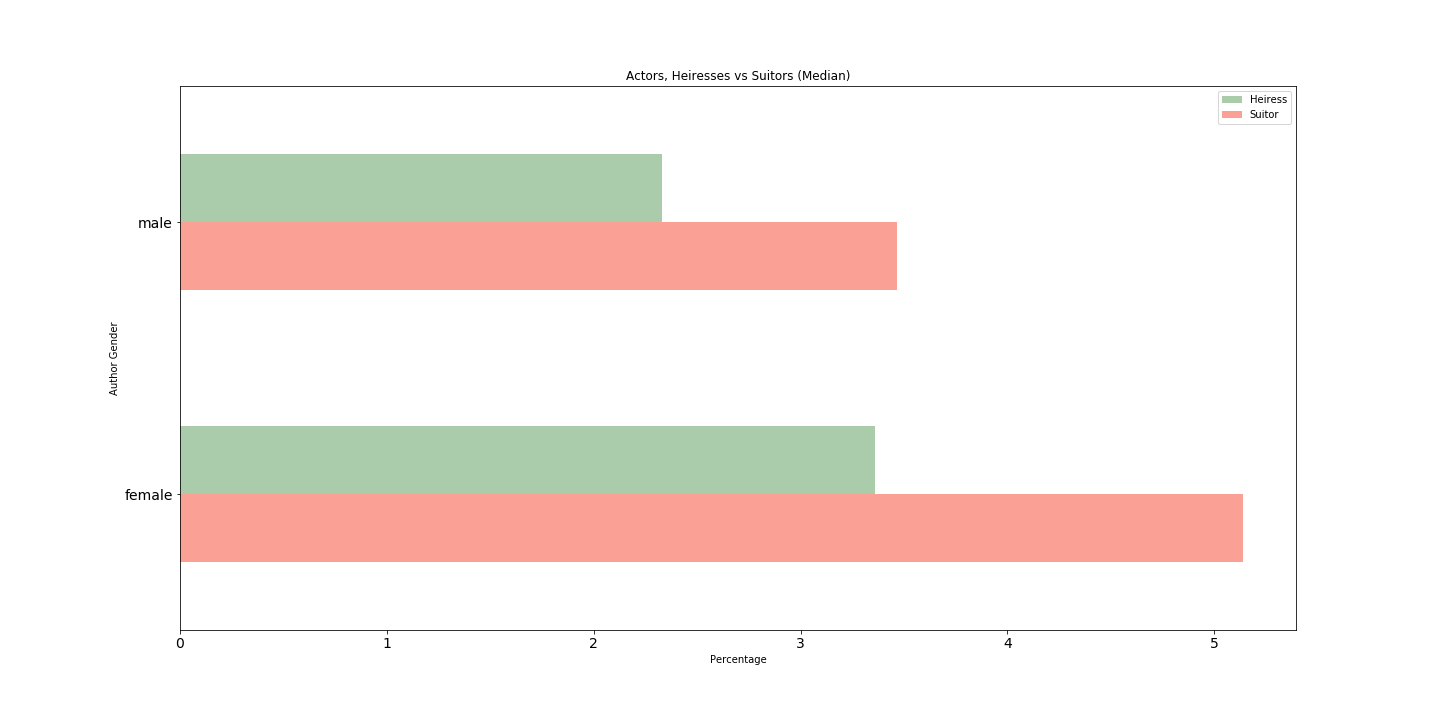 Actors, Heiresses vs Suitors (Median)
Heiress
Suitor
male
Author Gender
female
0 1 2 3 4 5
Percentage